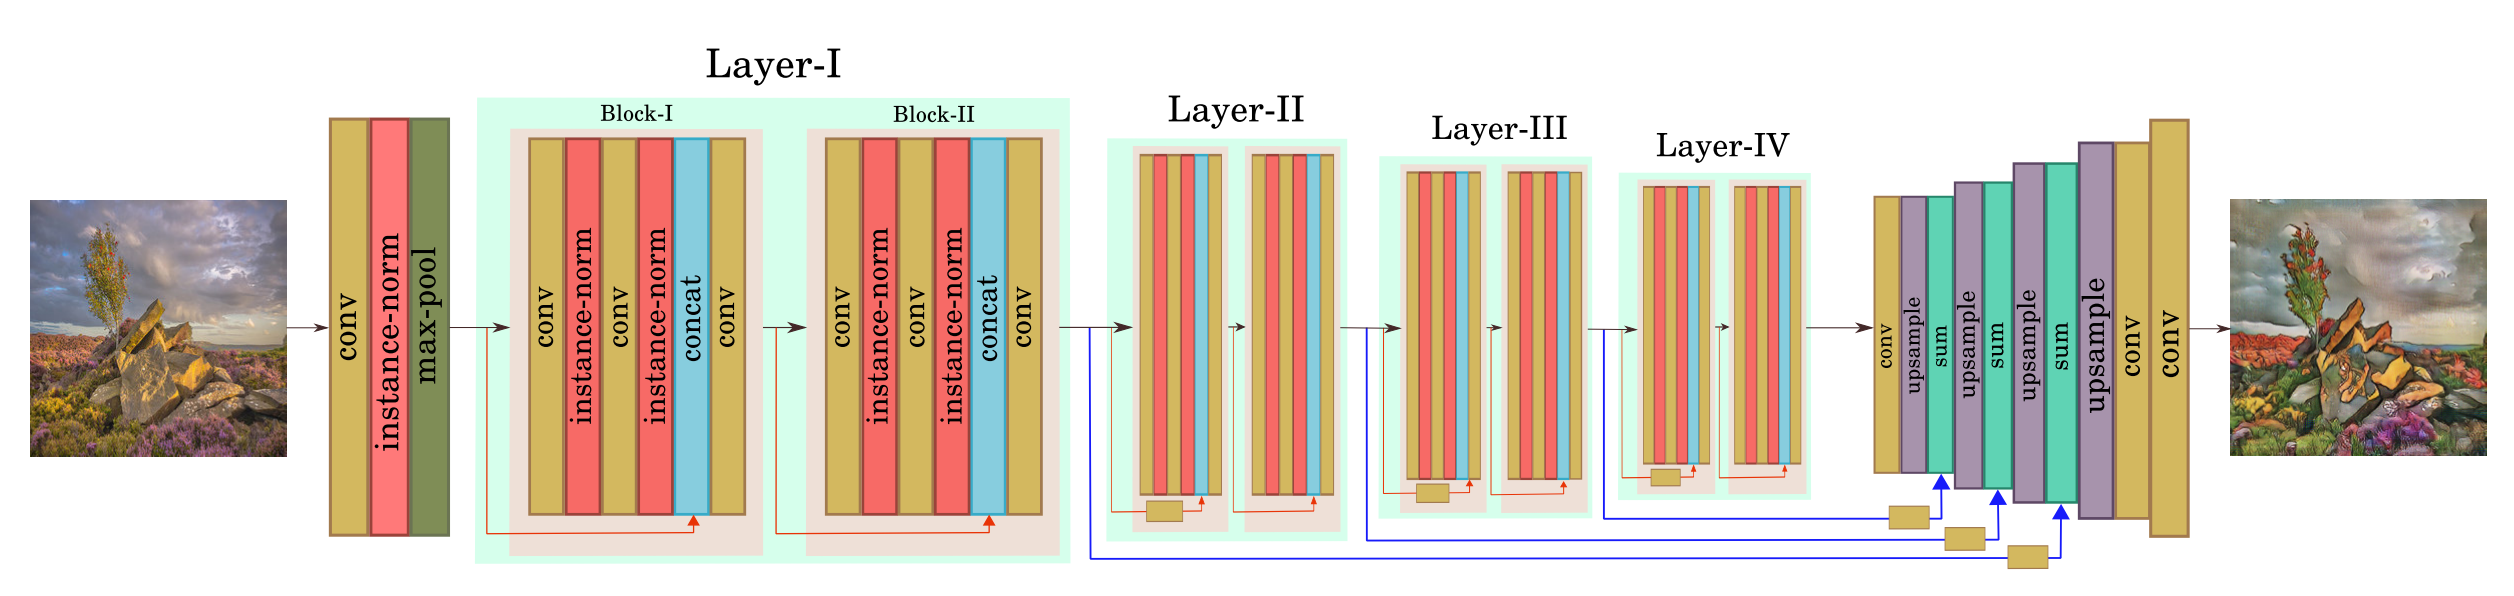 Layer-I
Layer-II
Layer-III
Layer-IV
Block-I
Block-II
conv
instance-norm
max-pool
conv
instance-norm
conv
instance-norm
concat
conv
conv
instance-norm
conv
instance-norm
concat
conv
conv
upsample
sum
upsample
sum
upsample
sum
upsample
conv
conv